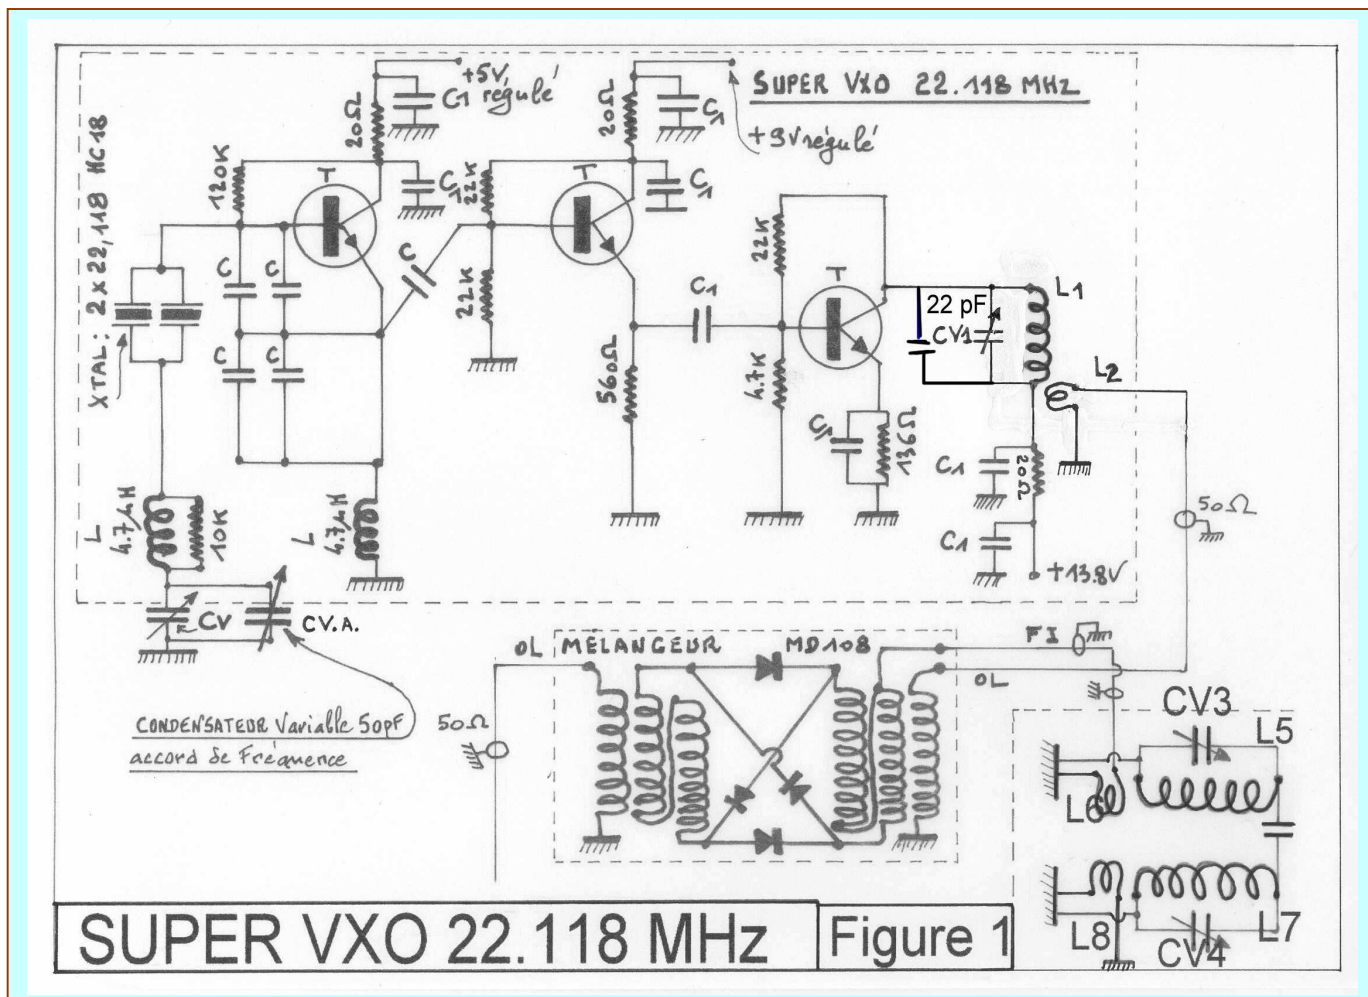 SUPER VXO 22.118 MHZ
+5V,
C1 régulé
+9V régulé
XTAL: 2 x 22,118 HC18
120K
20Ω
T
C1
C
C
C
C
C
22K
22K
20Ω
T
C1
C1
560Ω
C1
22K
4.7K
T
C1
136Ω
22 pF
CV1
L1
L2
C1
20Ω
C1
+13.8V
50Ω
L
4.7µH
10K
L
4.7µH
CV
CV.A.
CONDENSATEUR Variable 50pF
accord de Fréquence
OL
MELANGEUR
MD108
FI
OL
50Ω
CV3
L5
L6
L8
CV4
L7
SUPER VXO 22.118 MHz
Figure 1